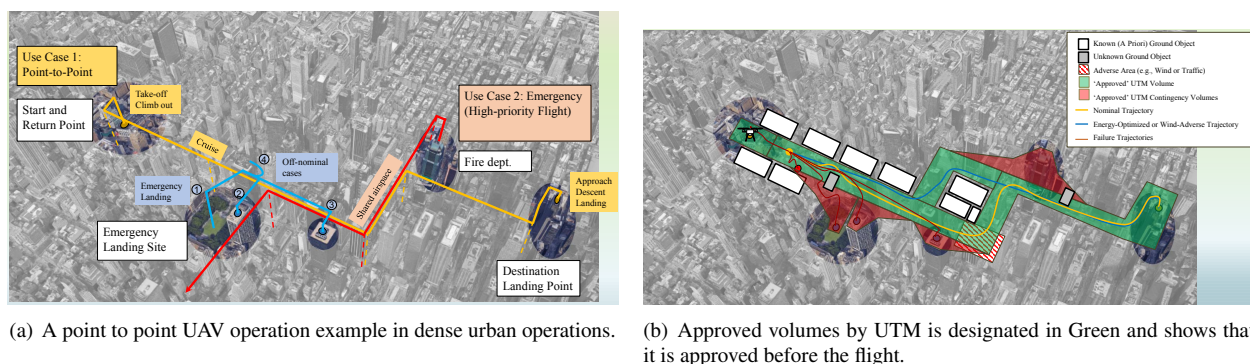 Use Case 1:
Point-to-Point
Take-off
Climb out
Start and
Return Point
Cruise
Use Case 2: Emergency
(High-priority Flight)
Fire dept.
Shared airspace
Off-nominal
cases
Emergency
Landing
1
2
3
4
Approach
Descent
Landing
Emergency
Landing Site
Destination
Landing Point
(a) A point to point UAV operation example in dense urban operations.
Known (A Priori) Ground Object
Unknown Ground Object
Adverse Area (e.g., Wind or Traffic)
‘Approved’ UTM Volume
‘Approved’ UTM Contingency Volumes
Nominal Trajectory
Energy-Optimized or Wind-Adverse Trajectory
Failure Trajectories
(b) Approved volumes by UTM is designated in Green and shows that
it is approved before the flight.